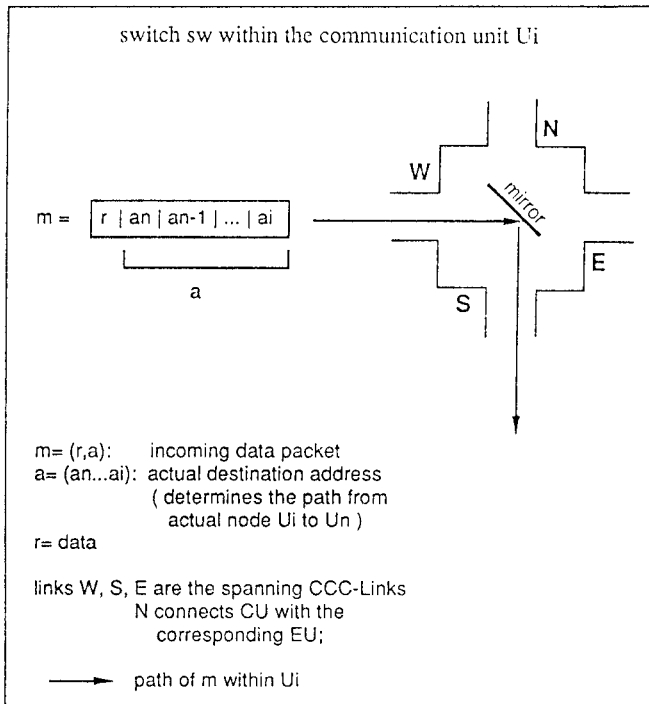 switch sw within the communication unit Ui
N
W
mirror
m = r | an | an-1 | ... | ai
E
a
S
m= (r,a): incoming data packet
a= (an...ai): actual destination address
( determines the path from
actual node Ui to Un )
r= data
links W, S, E are the spanning CCC-Links
N connects CU with the
corresponding EU;
path of m within Ui